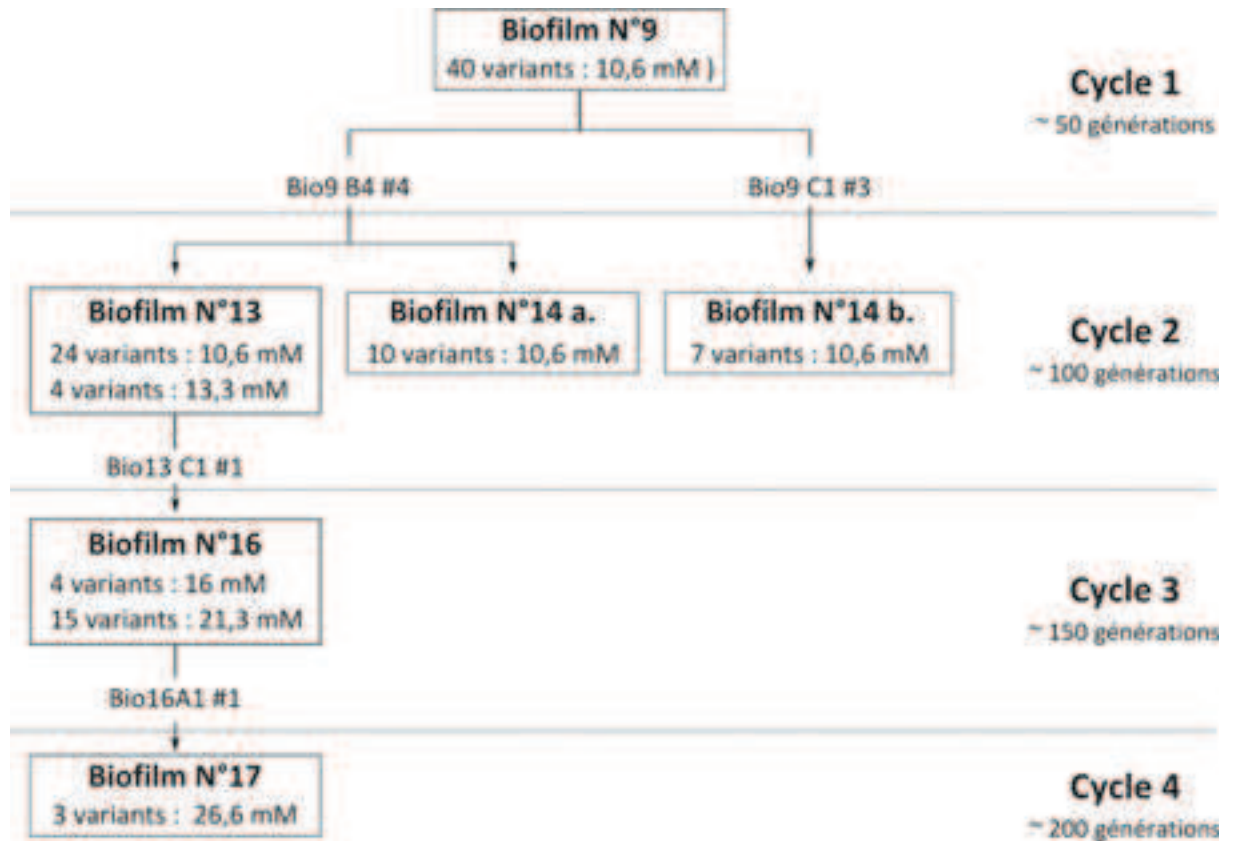 Biofilm N°9
40 variants : 10,6 mM )
Cycle 1
~ 50 générations
Bio9 B4 #4
Bio9 C1 #3
Biofilm N°13
24 variants : 10,6 mM
4 variants : 13,3 mM
Biofilm N°14 a.
10 variants : 10,6 mM
Biofilm N°14 b.
7 variants : 10,6 mM
Cycle 2
~ 100 générations
Bio13 C1 #1
Biofilm N°16
4 variants : 16 mM
15 variants : 21,3 mM
Cycle 3
~ 150 générations
Bio16A1 #1
Biofilm N°17
3 variants : 26,6 mM
Cycle 4
~ 200 générations